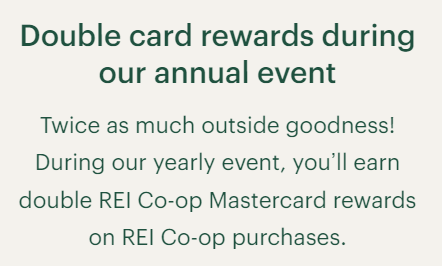 Double card rewards during
our annual event
Twice as much outside goodness!
During our yearly event, you’ll earn
double REI Co-op Mastercard rewards
on REI Co-op purchases.